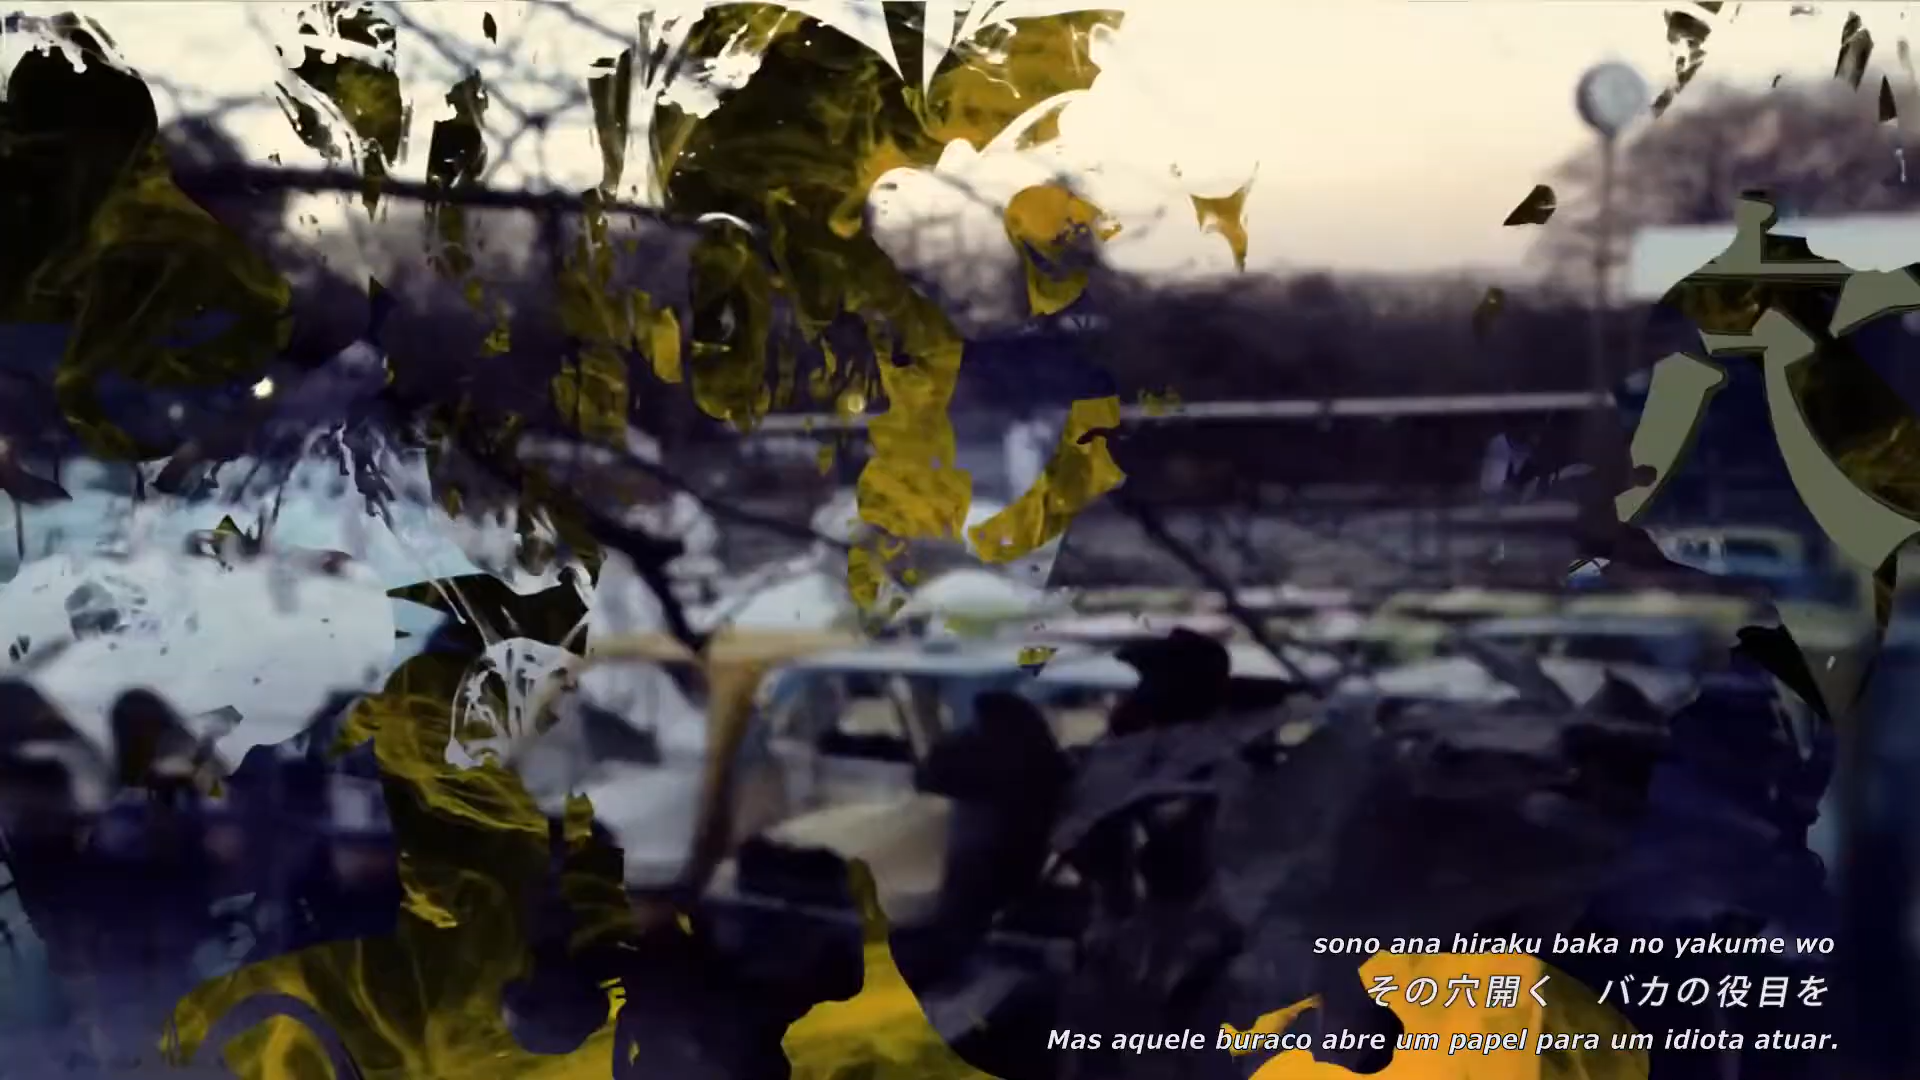 穴
sono ana hiraku baka no yakume wo
その穴開く　バカの役目を
Mas aquele buraco abre um papel para um idiota atuar.